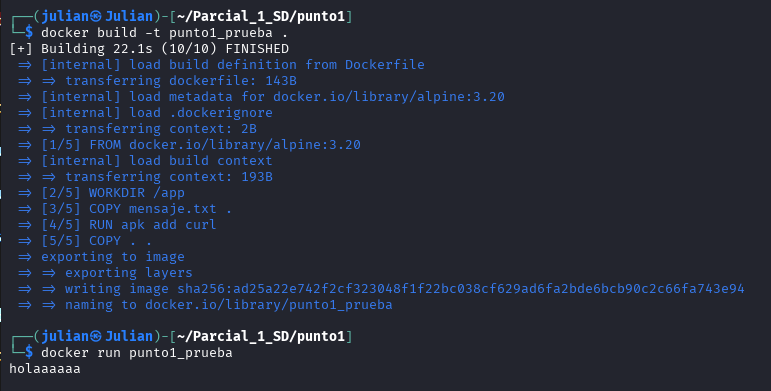 ┌──(julian㉿Julian)-[~/Parcial_1_SD/punto1]
└─$ docker build -t punto1_prueba .
[+] Building 22.1s (10/10) FINISHED
=> [internal] load build definition from Dockerfile
=> => transferring dockerfile: 143B
=> [internal] load metadata for docker.io/library/alpine:3.20
=> [internal] load .dockerignore
=> => transferring context: 2B
=> [1/5] FROM docker.io/library/alpine:3.20
=> [internal] load build context
=> => transferring context: 193B
=> [2/5] WORKDIR /app
=> [3/5] COPY mensaje.txt .
=> [4/5] RUN apk add curl
=> [5/5] COPY . .
=> exporting to image
=> => exporting layers
=> => writing image sha256:ad25a22e742f2cf323048f1f22bc038cf629ad6fa2bde6bcb90c2c66fa743e94
=> => naming to docker.io/library/punto1_prueba
┌──(julian㉿Julian)-[~/Parcial_1_SD/punto1]
└─$ docker run punto1_prueba
holaaaaaa